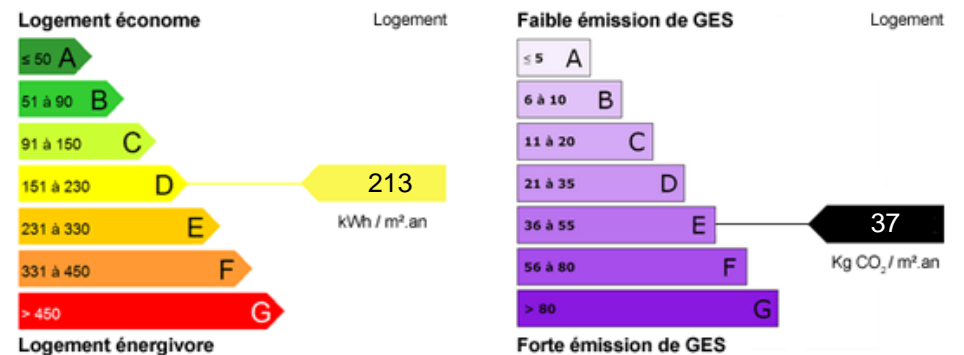 Logement économe
Logement
≤ 50 A
51 à 90 B
91 à 150 C
151 à 230 D
213
231 à 330 E
kWh / m².an
331 à 450 F
> 450 G
Logement énergivore
Faible émission de GES
Logement
≤ 5 A
6 à 10 B
11 à 20 C
21 à 35 D
36 à 55 E
37
56 à 80 F
Kg CO₂ / m².an
> 80 G
Forte émission de GES